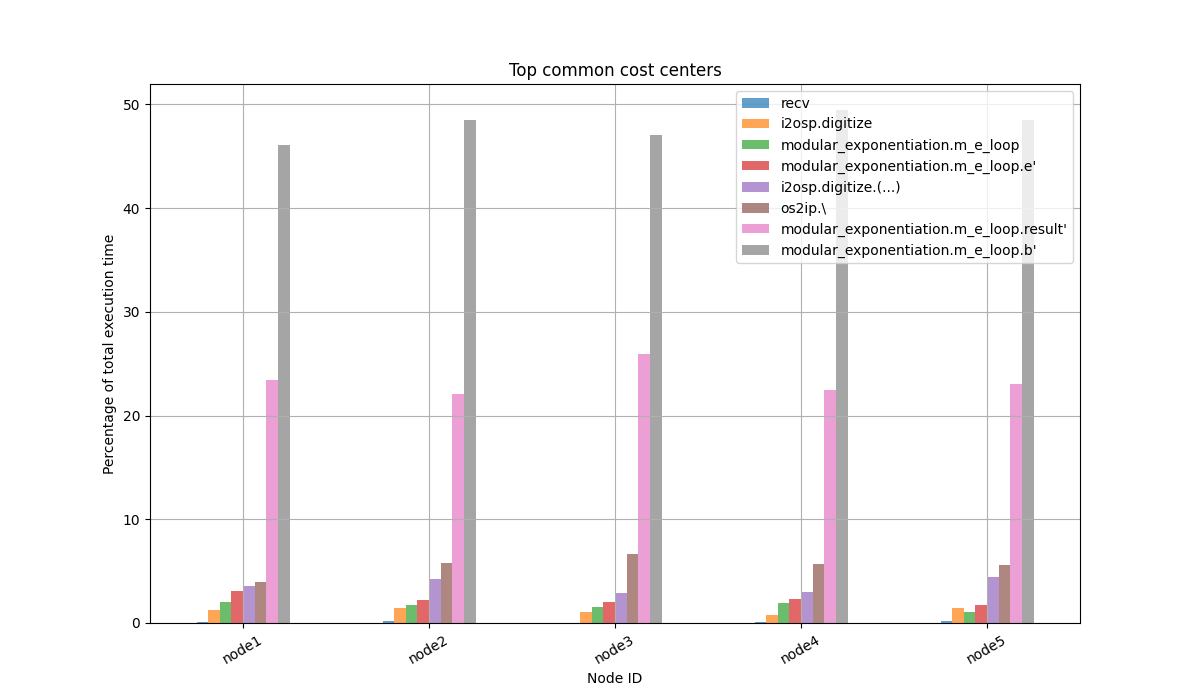 Top common cost centers
50
40
30
20
10
0
Percentage of total execution time
recv
i2osp.digitize
modular_exponentiation.m_e_loop
modular_exponentiation.m_e_loop.e'
i2osp.digitize.(...)
os2ip.\
modular_exponentiation.m_e_loop.result'
modular_exponentiation.m_e_loop.b'
node1
node2
node3
node4
node5
Node ID